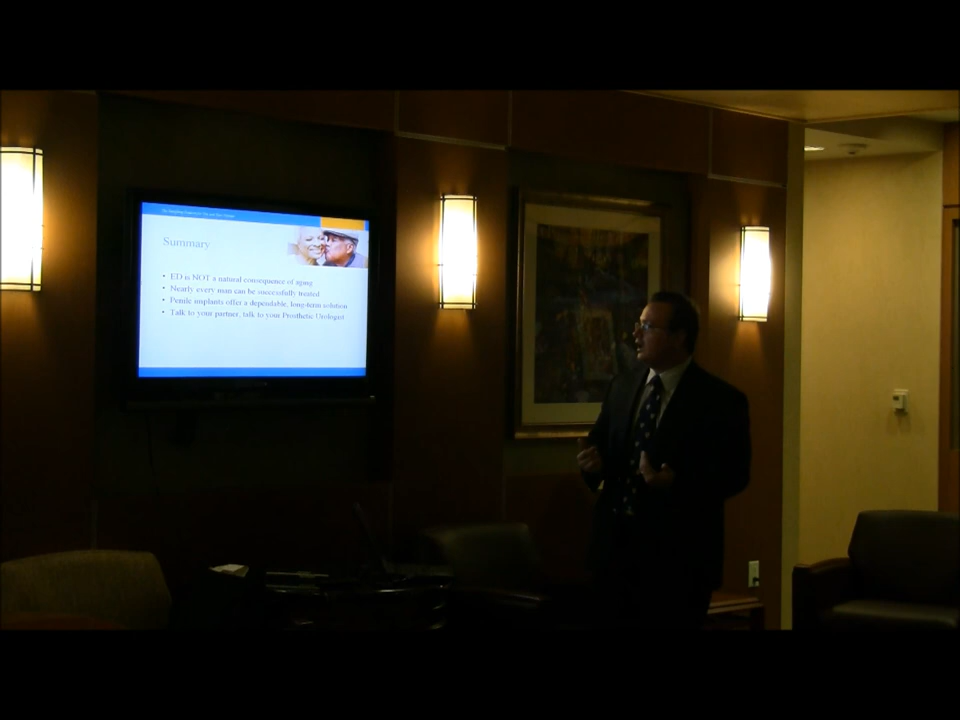 Summary
• ED is NOT a natural consequence of aging
• Nearly every man can be successfully treated
• Penile implants offer a dependable, long-term solution
• Talk to your partner, talk to your Prosthetic Urologist